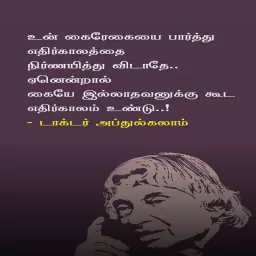 உன் கைரேகையை பார்த்து
எதிர்காலத்தை
நிர்ணயித்து விடாதே..
ஏனென்றால்
கையே இல்லாதவனுக்கு கூட
எதிர்காலம் உண்டு..!
- டாக்டர் அப்துல்கலாம்